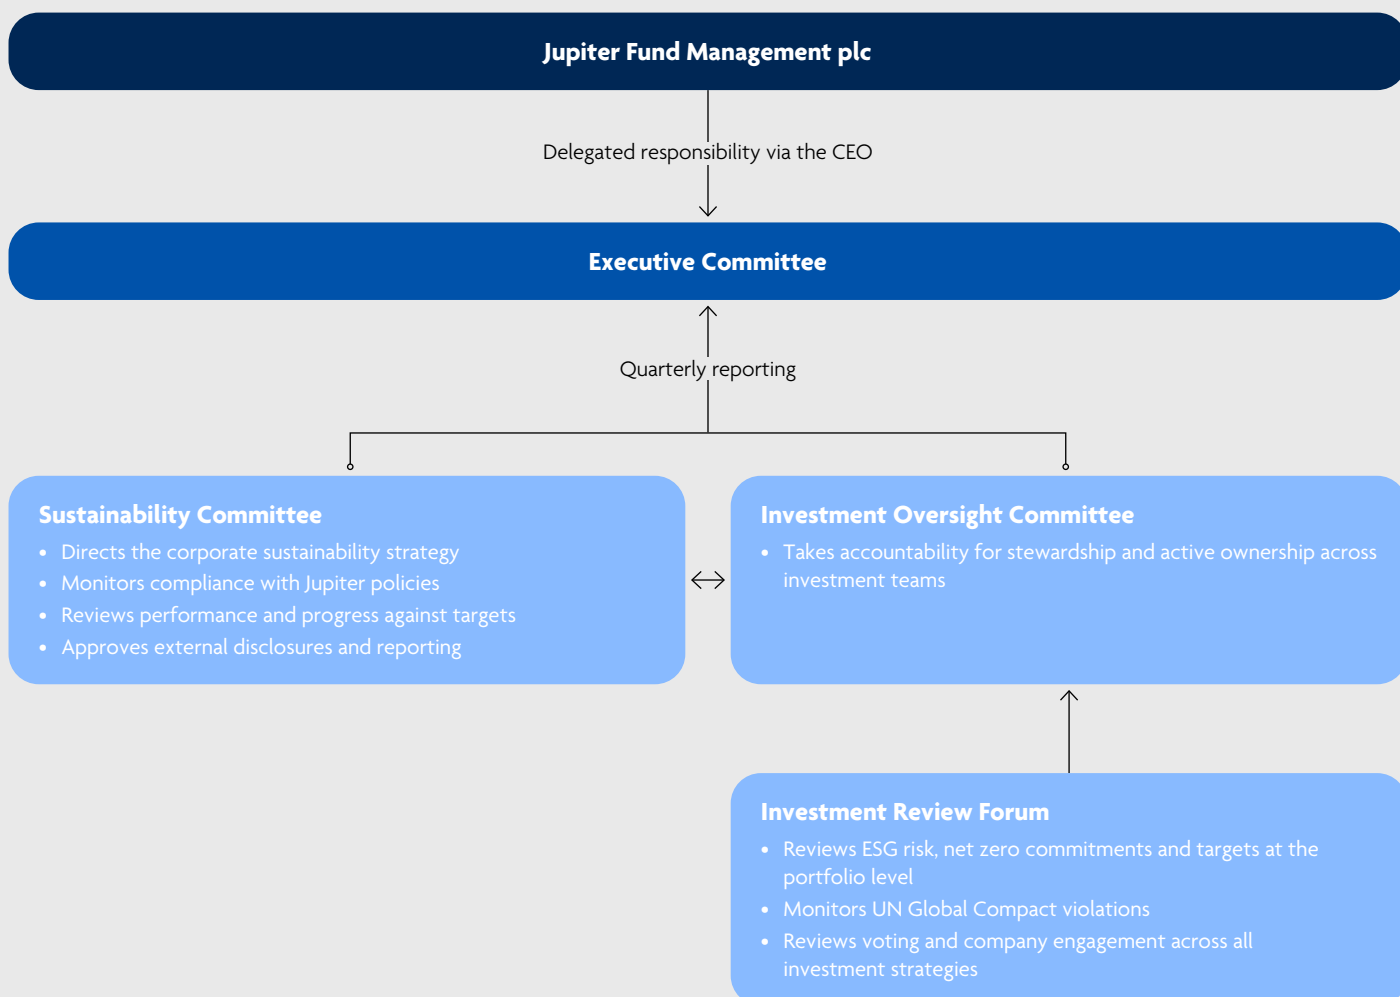 Jupiter Fund Management plc
Delegated responsibility via the CEO
Executive Committee
Quarterly reporting
Sustainability Committee
• Directs the corporate sustainability strategy
• Monitors compliance with Jupiter policies
• Reviews performance and progress against targets
• Approves external disclosures and reporting
Investment Oversight Committee
• Takes accountability for stewardship and active ownership across
investment teams
Investment Review Forum
• Reviews ESG risk, net zero commitments and targets at the
portfolio level
• Monitors UN Global Compact violations
• Reviews voting and company engagement across all
investment strategies